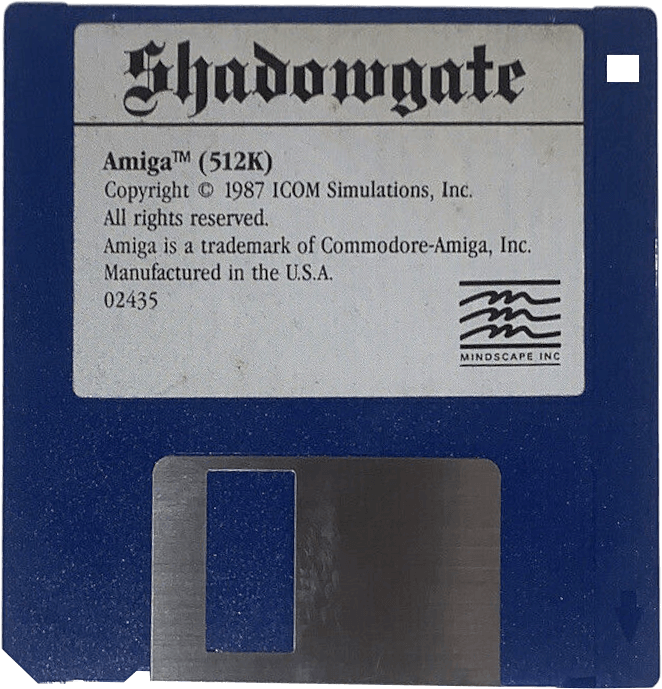 Shadowgate
Amiga™ (512K)
Copyright © 1987 ICOM Simulations, Inc.
All rights reserved.
Amiga is a trademark of Commodore-Amiga, Inc.
Manufactured in the U.S.A.
02435
MINDSCAPE INC